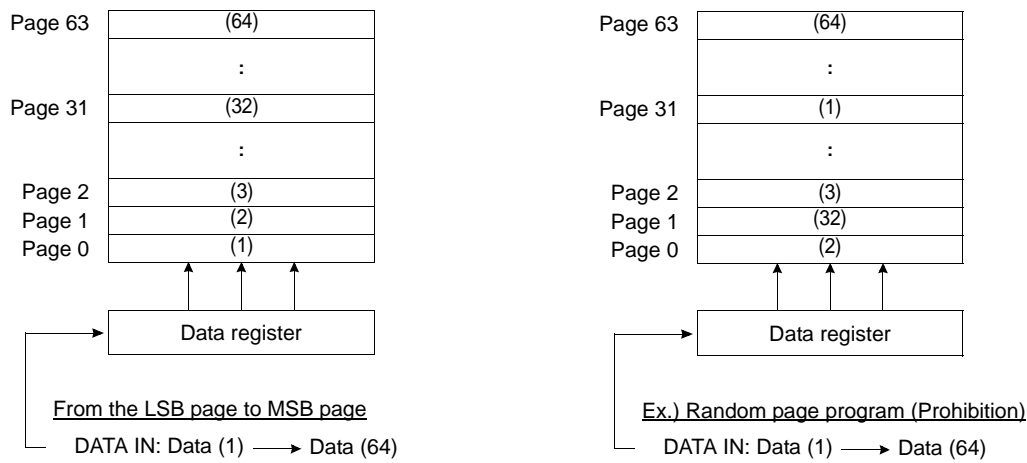 Page 63 (64)
:
Page 31 (32)
:
Page 2 (3)
Page 1 (2)
Page 0 (1)
Data register
From the LSB page to MSB page
DATA IN: Data (1) Data (64)
Page 63 (64)
:
Page 31 (1)
:
Page 2 (3)
Page 1 (32)
Page 0 (2)
Data register
Ex.) Random page program (Prohibition)
DATA IN: Data (1) Data (64)